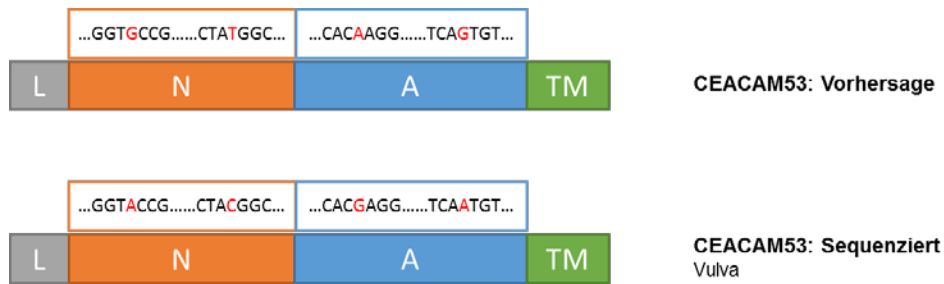 ...GGTGCCG......CTATGGC... ...CACAAGG......TCAGTGT...
L N A TM
CEACAM53: Vorhersage
...GGTACCG......CTACGGC... ...CACGAGG......TCAATGT...
L N A TM
CEACAM53: Sequenziert
Vulva